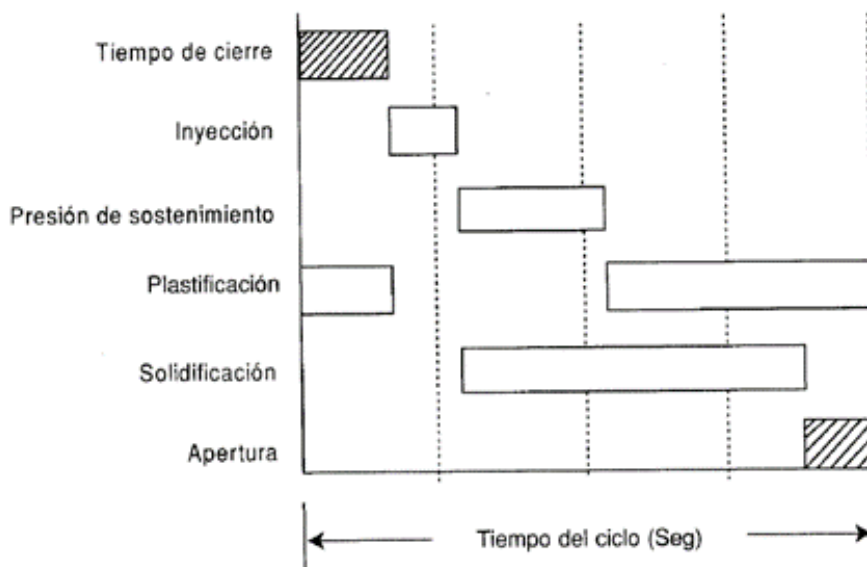 Tiempo de cierre
Inyección
Presión de sostenimiento
Plastificación
Solidificación
Apertura
Tiempo del ciclo (Seg)